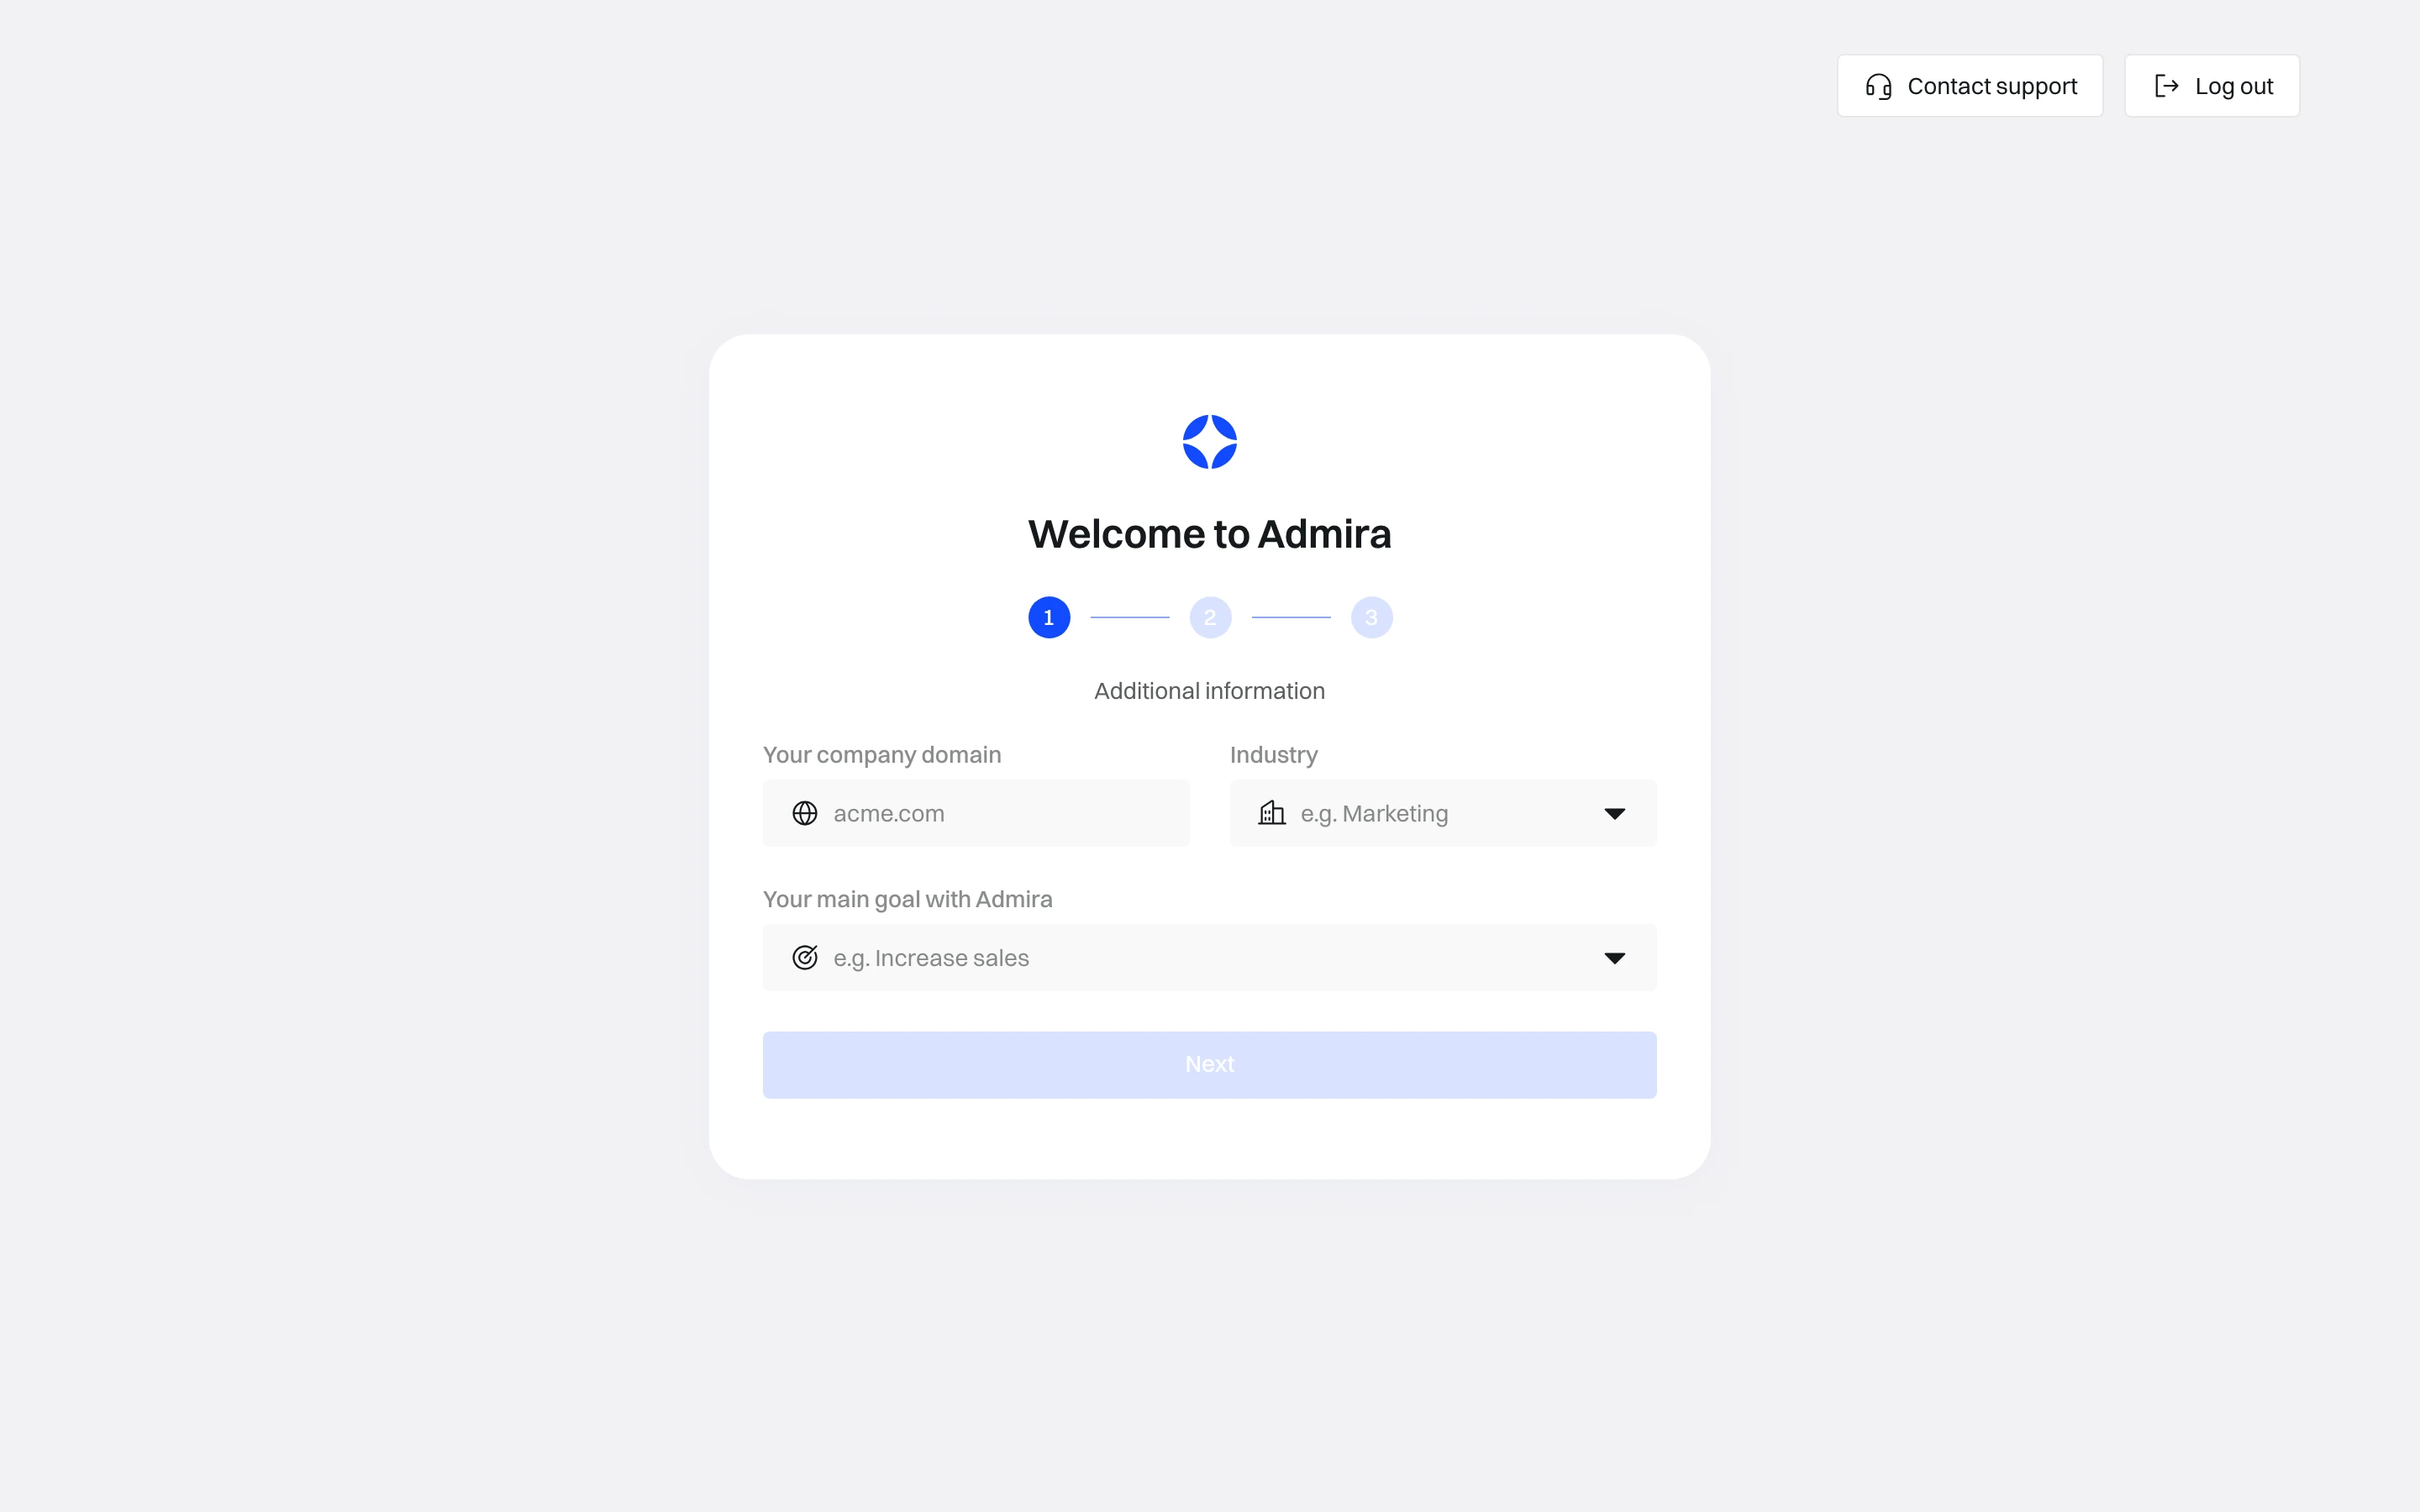 Contact support
Log out
Welcome to Admira
1 2 3
Additional information
Your company domain
Industry
acme.com
e.g. Marketing
Your main goal with Admira
e.g. Increase sales
Next